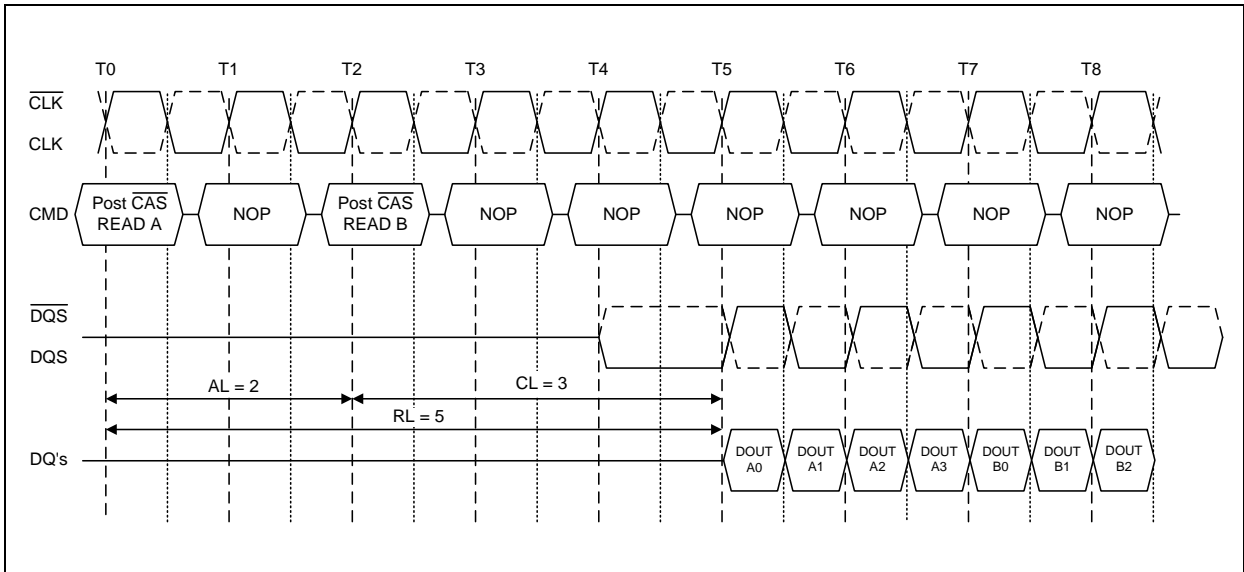 T0 T1 T2 T3 T4 T5 T6 T7 T8
CLK
CLK
CMD
Post CAS
READ A
NOP
Post CAS
READ B
NOP
NOP
NOP
NOP
NOP
NOP
DQS
DQS
AL = 2
CL = 3
RL = 5
DQ's
DOUT
A0
DOUT
A1
DOUT
A2
DOUT
A3
DOUT
B0
DOUT
B1
DOUT
B2